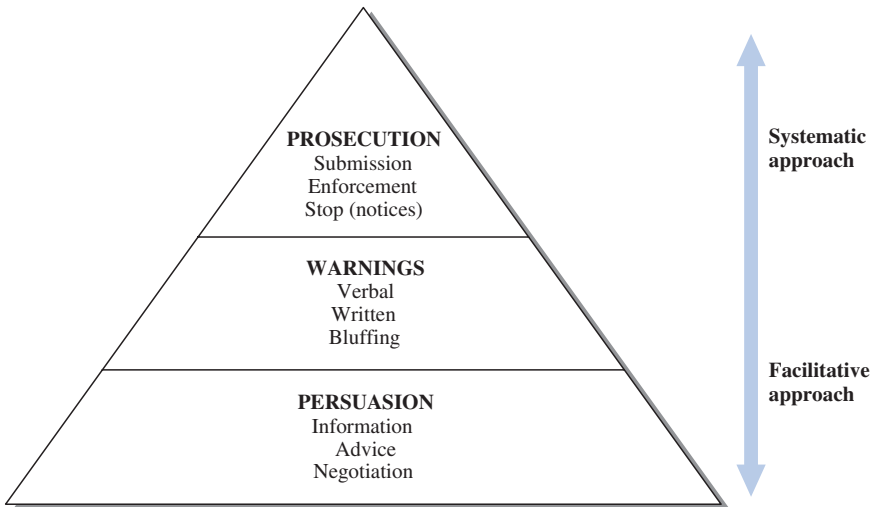 PROSECUTION
Submission
Enforcement
Stop (notices)
WARNINGS
Verbal
Written
Bluffing
PERSUASION
Information
Advice
Negotiation
Systematic
approach
Facilitative
approach